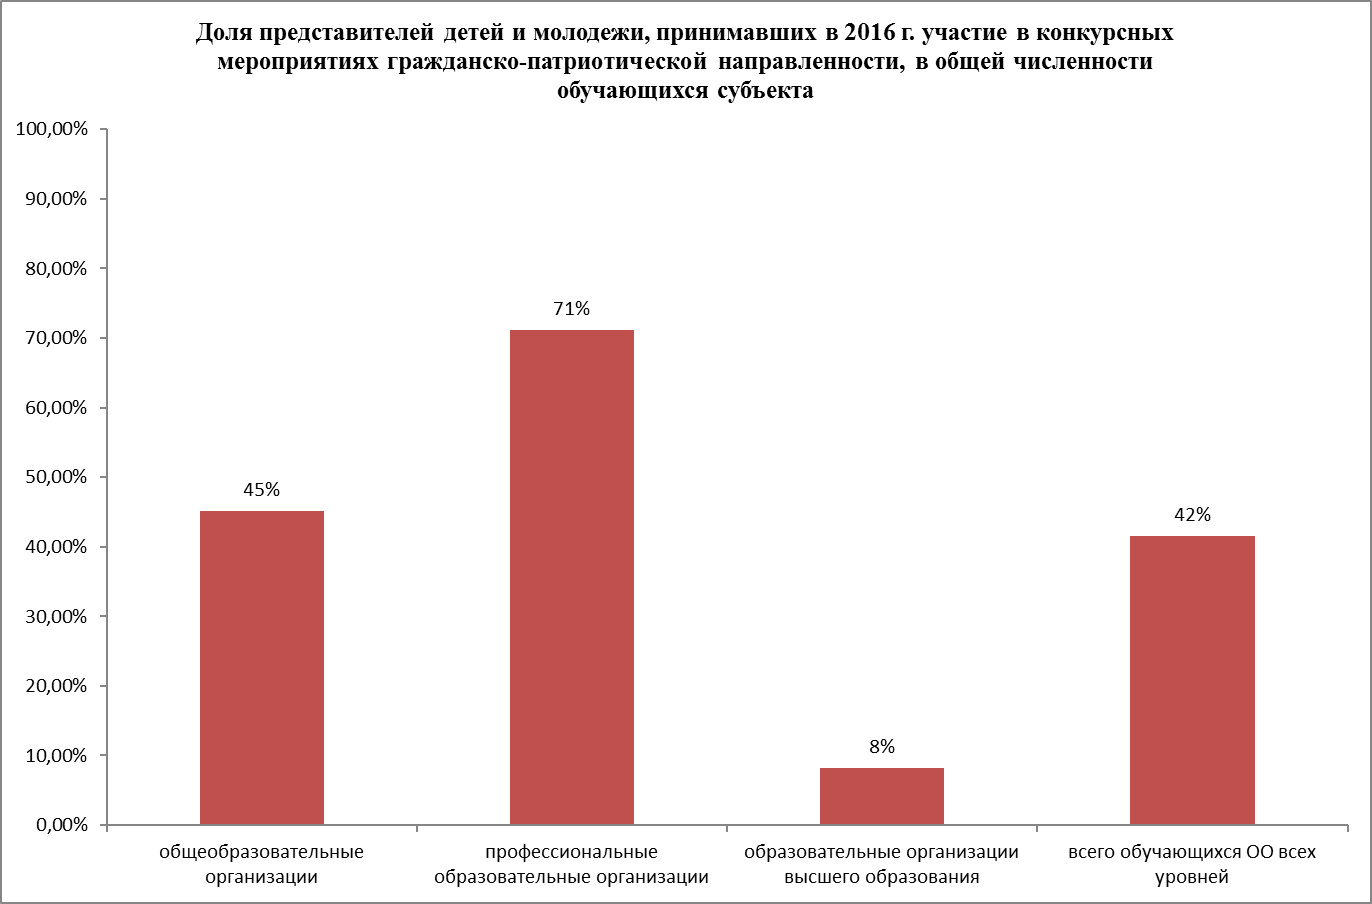 Доля представителей детей и молодежи, принимавших в 2016 г. участие в конкурсных
мероприятиях гражданско-патриотической направленности, в общей численности
обучающихся субъекта
100,00%
90,00%
80,00%
70,00%
60,00%
50,00%
40,00%
30,00%
20,00%
10,00%
0,00%
45%
71%
8%
42%
общеобразовательные
организации
профессиональные
образовательные организации
образовательные организации
высшего образования
всего обучающихся ОО всех
уровней